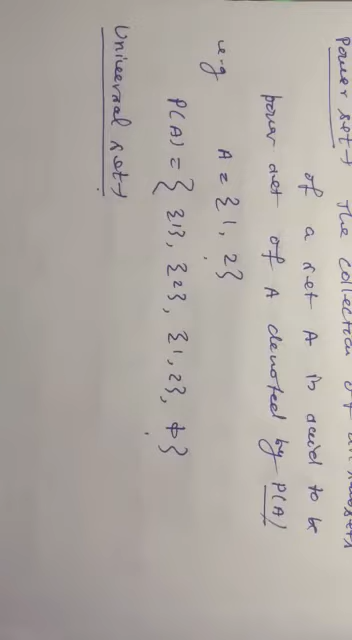 Power set → The collection of all subsets
of a set A is said to be
power set of A denoted by P(A)
e-g A = {1, 2}
P(A) = { {1}, {2}, {1, 2}, ϕ }
Universal set →